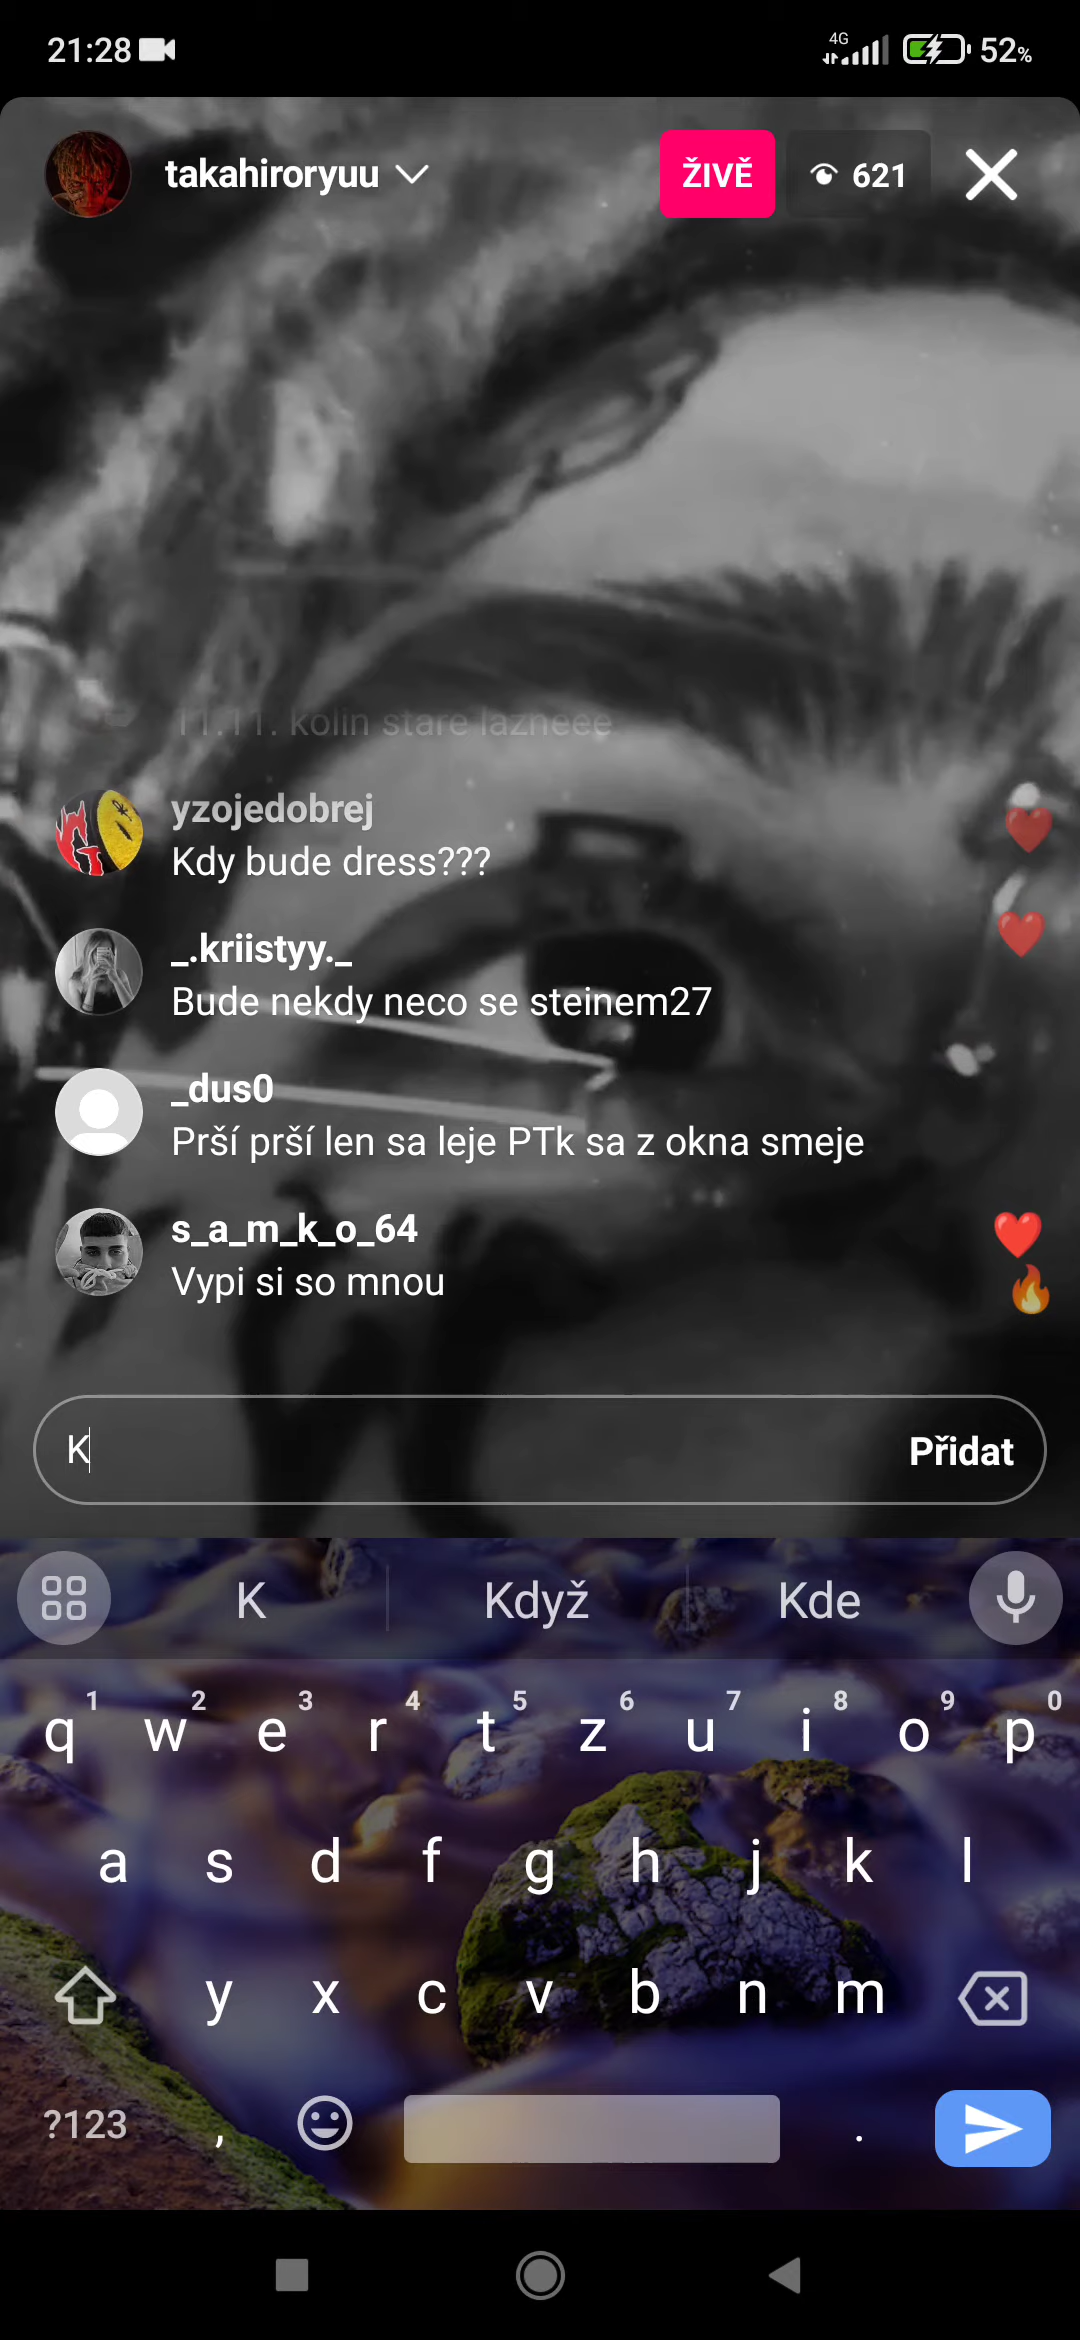 21:28
4G
52%
takahiroryuu
ŽIVĚ
621
11.11. kolin stare lazneee
yzojedobrej
Kdy bude dress???
_.kriistyy._
Bude nekdy neco se steinem27
_dus0
Prší prší len sa leje PTk sa z okna smeje
s_a_m_k_o_64
Vypi si so mnou
K
Přidat
K Když Kde
1 2 3 4 5 6 7 8 9 0
q w e r t z u i o p
a s d f g h j k l
y x c v b n m
?123 , .